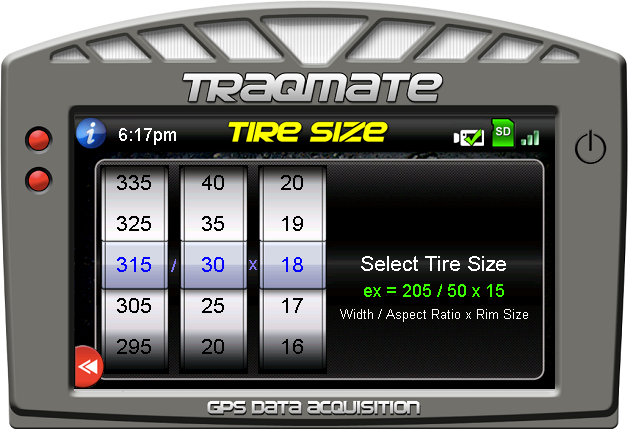 TRAQMATE
6:17pm TIRE SIZE SD
335 40 20
325 35 19
315 / 30 x 18
305 25 17
295 20 16
Select Tire Size
ex = 205 / 50 x 15
Width / Aspect Ratio x Rim Size
GPS DATA ACQUISITION